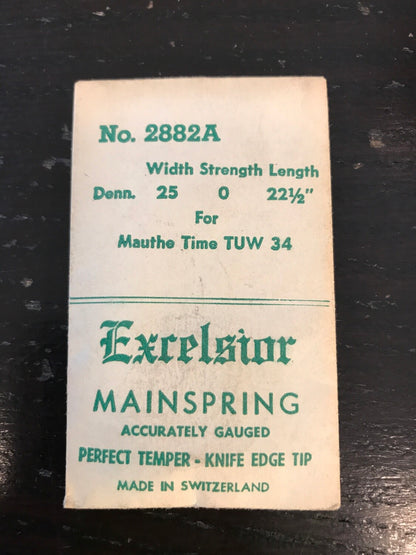 No. 2882A
Width Strength Length
Denn. 25 0 22½"
For
Mauthe Time TUW 34
Excelsior
MAINSPRING
ACCURATELY GAUGED
PERFECT TEMPER - KNIFE EDGE TIP
MADE IN SWITZERLAND